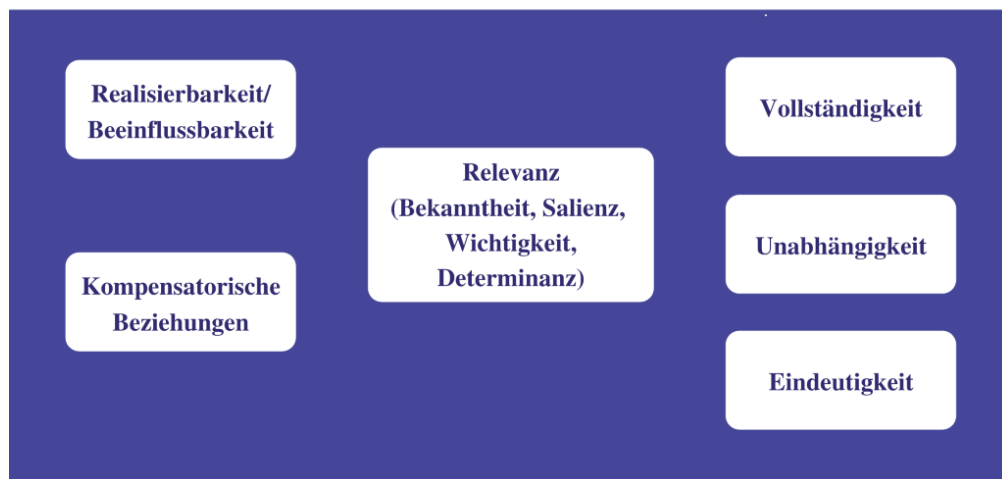 Realisierbarkeit/
Beeinflussbarkeit
Kompensatorische
Beziehungen
Relevanz
(Bekanntheit, Salienz,
Wichtigkeit,
Determinanz)
Vollständigkeit
Unabhängigkeit
Eindeutigkeit